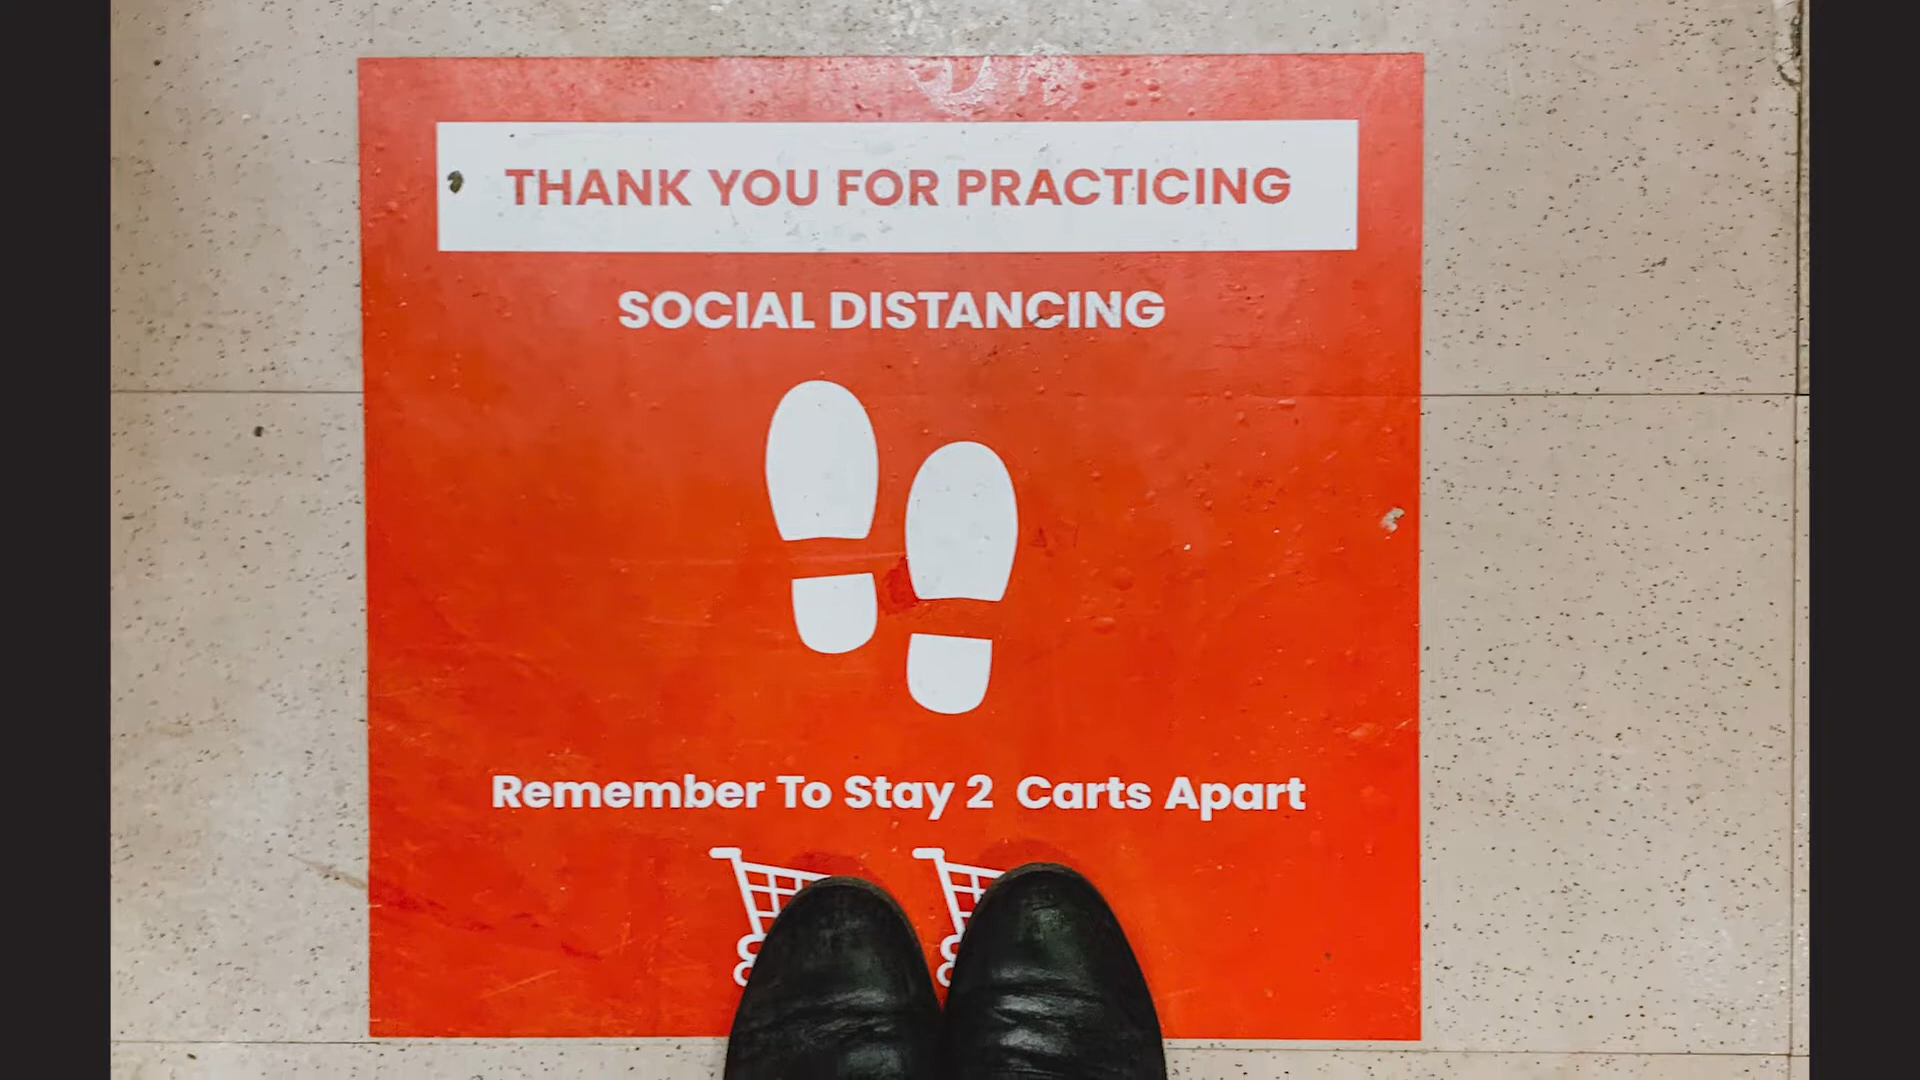 THANK YOU FOR PRACTICING
SOCIAL DISTANCING
Remember To Stay 2 Carts Apart